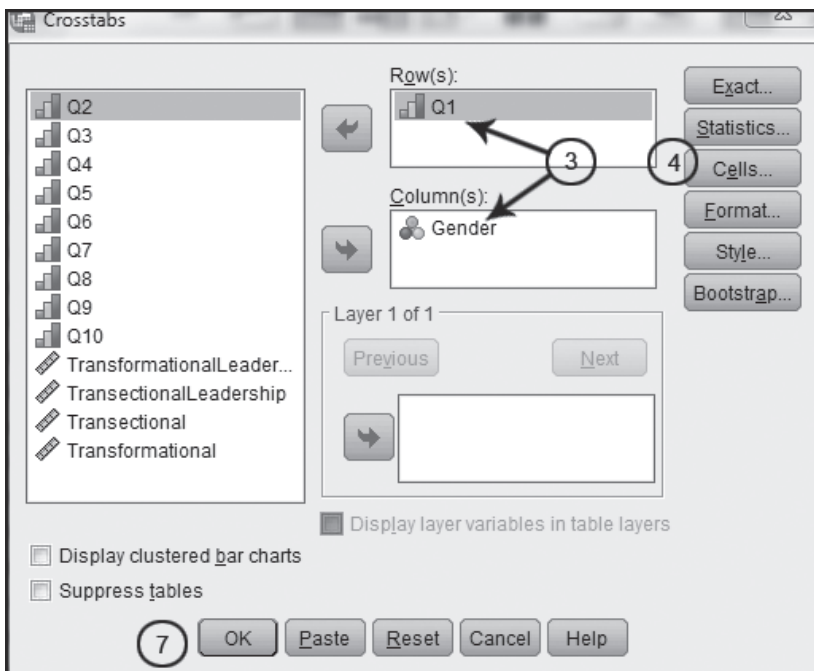 Crosstabs
Q2
Q3
Q4
Q5
Q6
Q7
Q8
Q9
Q10
TransformationalLeader...
TransectionalLeadership
Transectional
Transformational
Row(s):
Q1
3
Column(s):
Gender
Layer 1 of 1
Previous
Next
Display layer variables in table layers
4
Exact...
Statistics...
Cells...
Format...
Style...
Bootstrap...
Display clustered bar charts
Suppress tables
7
OK
Paste
Reset
Cancel
Help